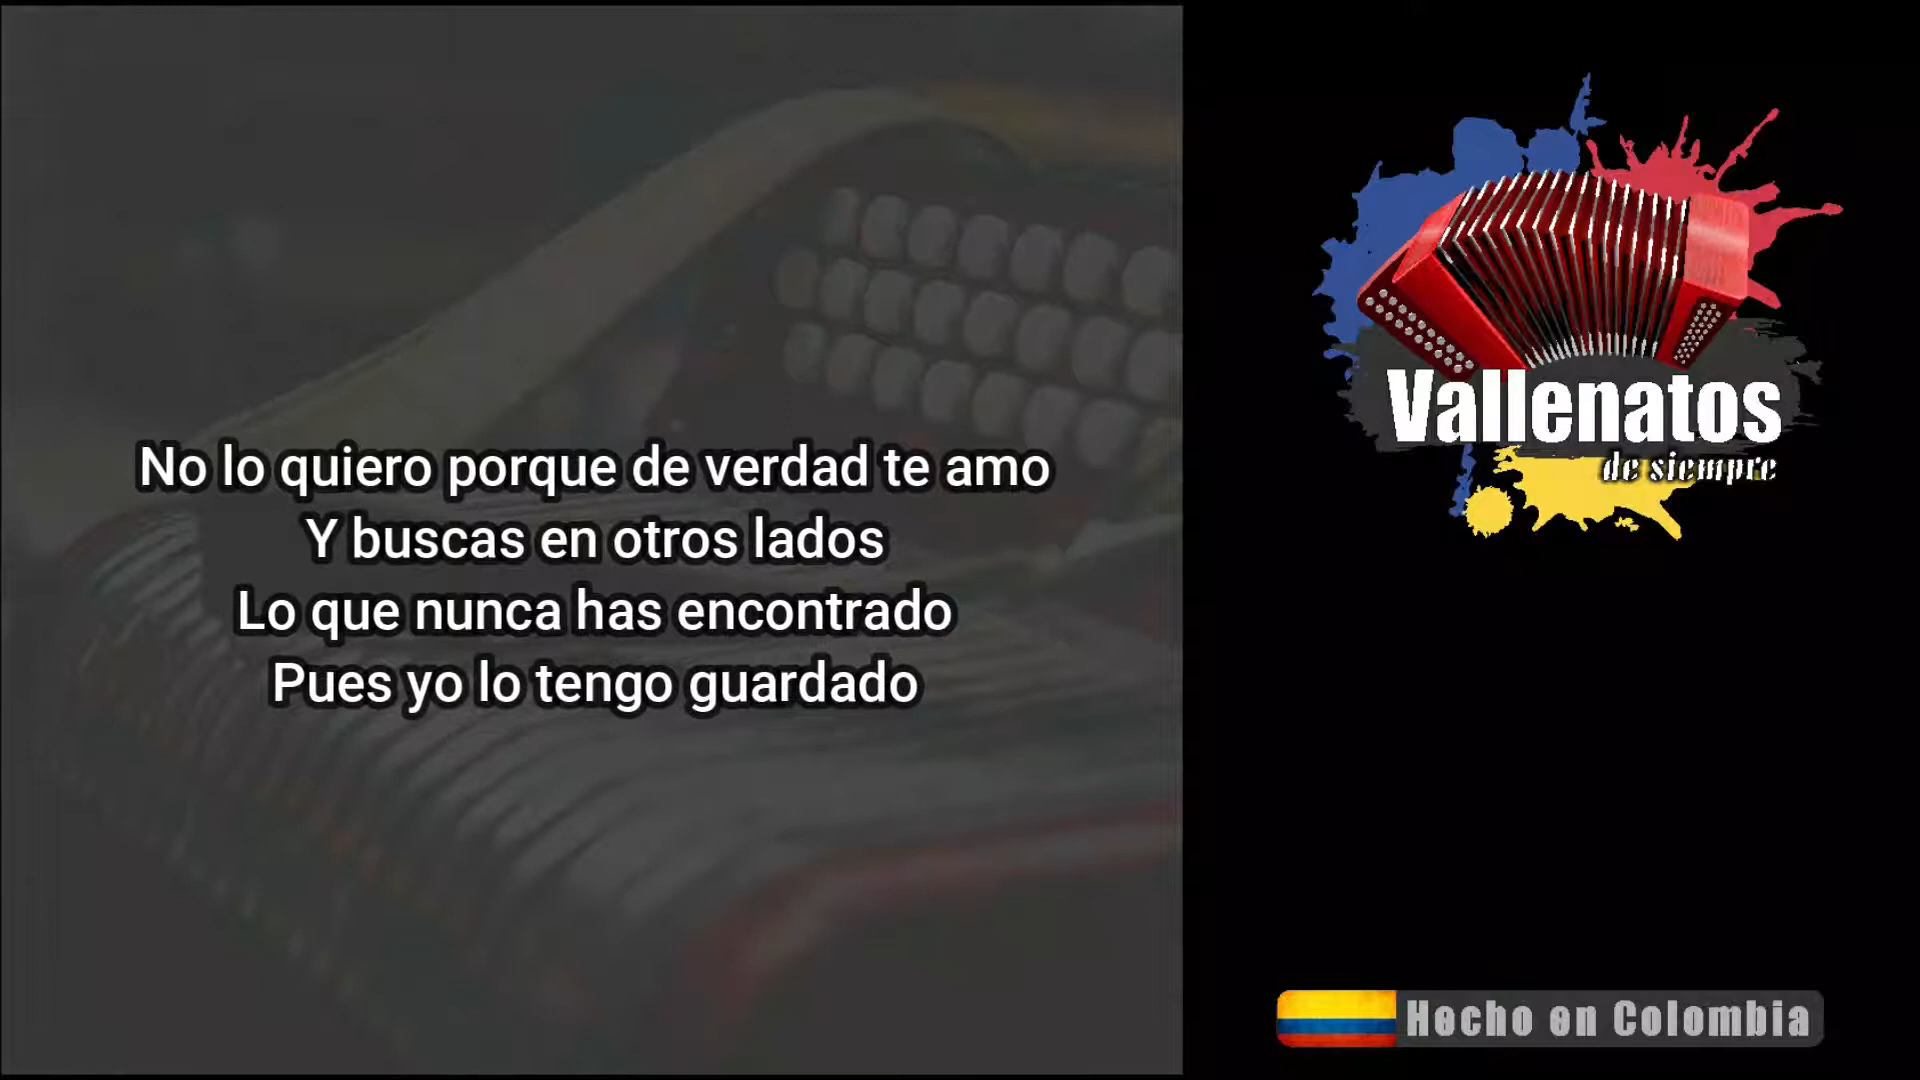 No lo quiero porque de verdad te amo
Y buscas en otros lados
Lo que nunca has encontrado
Pues yo lo tengo guardado
Vallenatos
de siempre
Hecho en Colombia